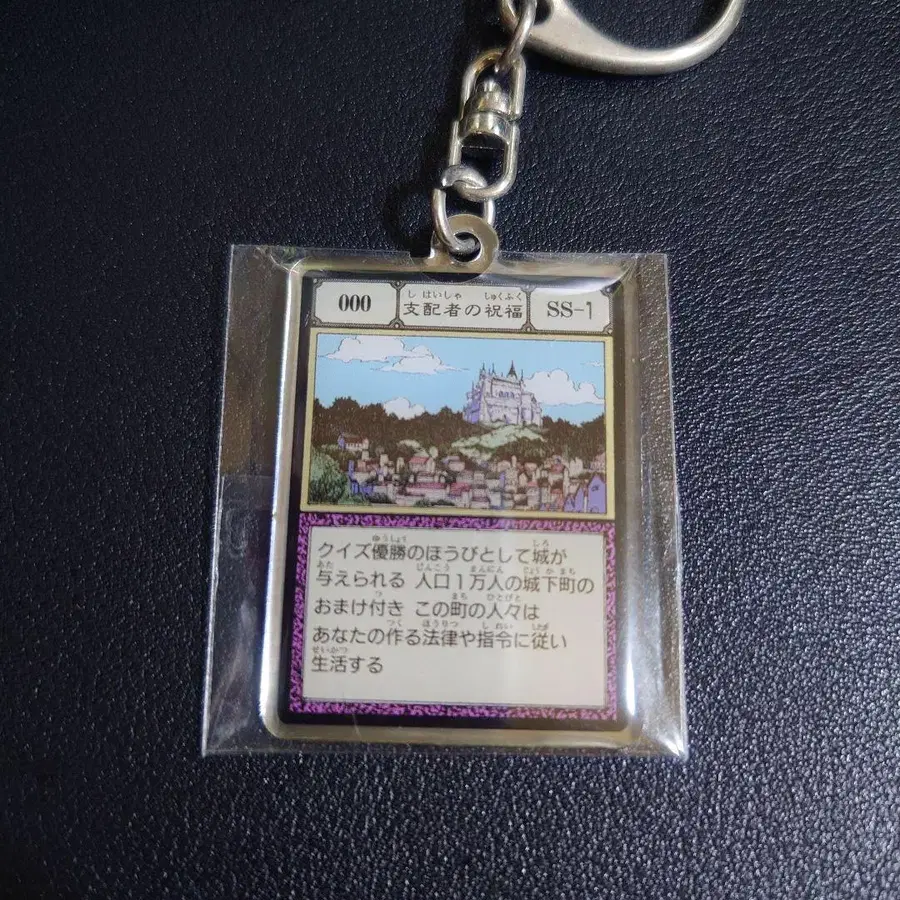 000
支配者の祝福
SS-1
クイズ優勝のほうびとして城が
与えられる 人口1万人の城下町の
おまけ付き この町の人々は
あなたの作る法律や指令に従い
生活する